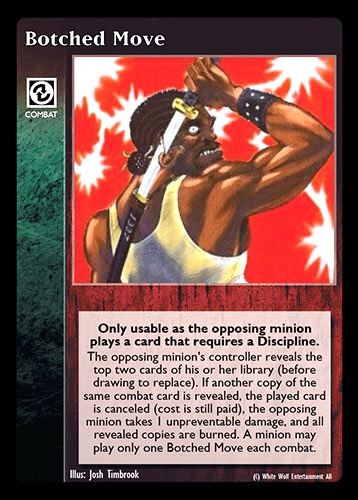 Botched Move
COMBAT
Only usable as the opposing minion
plays a card that requires a Discipline.
The opposing minion's controller reveals the
top two cards of his or her library (before
drawing to replace). If another copy of the
same combat card is revealed, the played card
is canceled (cost is still paid), the opposing
minion takes 1 unpreventable damage, and all
revealed copies are burned. A minion may
play only one Botched Move each combat.
Illus: Josh Timbrook
(C) White Wolf Entertainment AB